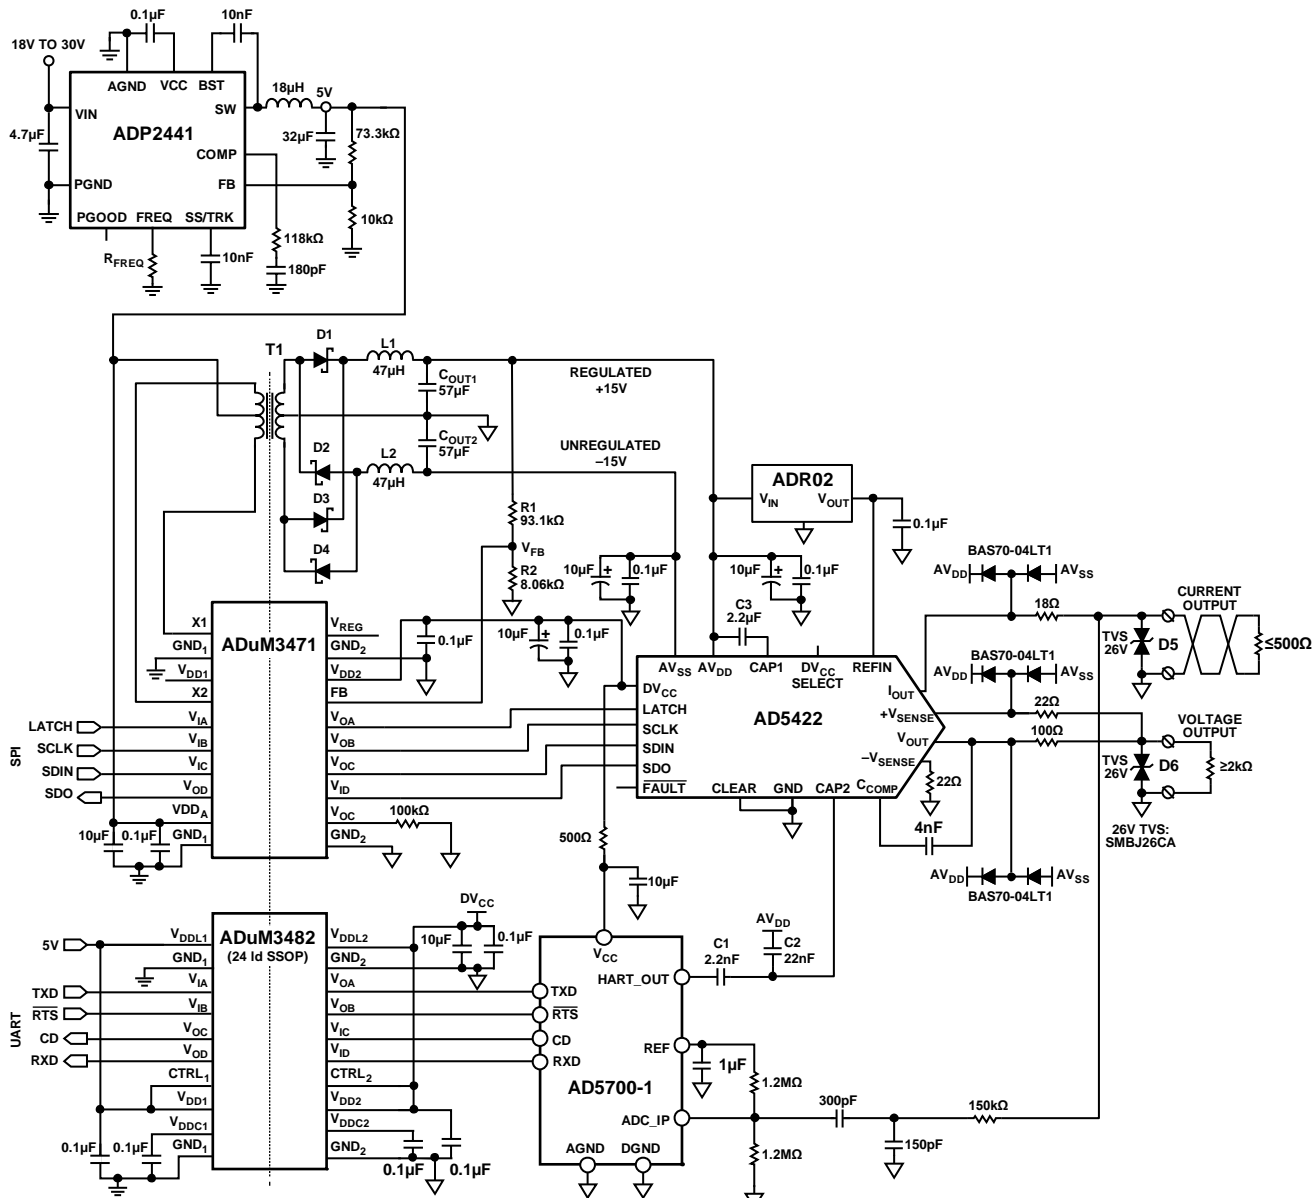 0.1µF
10nF
18V TO 30V
AGND
VCC
BST
18µH
5V
VIN
SW
ADP2441
4.7µF
32µF
73.3kΩ
COMP
PGND
FB
PGOOD
FREQ
SS/TRK
10kΩ
RFREQ
10nF
118kΩ
180pF
T1
D1
L1
47µH
COUT1
57µF
REGULATED
+15V
COUT2
57µF
D2
L2
47µH
UNREGULATED
–15V
D3
D4
R1
93.1kΩ
VFB
R2
8.06kΩ
ADR02
VIN
VOUT
0.1µF
10µF
+
0.1µF
10µF
+
0.1µF
C3
2.2µF
BAS70-04LT1
AVDD
AVSS
18Ω
CURRENT
OUTPUT
TVS
26V
D5
≤500Ω
BAS70-04LT1
AVDD
AVSS
22Ω
100Ω
VOLTAGE
OUTPUT
TVS
26V
D6
≥2kΩ
26V TVS:
SMBJ26CA
X1
GND1
VDD1
X2
VIA
VIB
VIC
VOD
VDDA
GND1
ADuM3471
VREG
GND2
VDD2
FB
VOA
VOB
VOC
VID
VOC
GND2
0.1µF
10µF
+
0.1µF
SPI
LATCH
SCLK
SDIN
SDO
10µF
0.1µF
100kΩ
AVSS
AVDD
CAP1
DVCC
SELECT
REFIN
DVCC
LATCH
SCLK
SDIN
SDO
FAULT
CLEAR
GND
CAP2
CCOMP
AD5422
IOUT
+VSENSE
VOUT
–VSENSE
22Ω
4nF
AVDD
AVSS
BAS70-04LT1
500Ω
10µF
ADuM3482
(24 ld SSOP)
VDDL1
GND1
VIA
VIB
VOC
VOD
CTRL1
VDD1
VDDC1
GND1
VDDL2
GND2
VOA
VOB
VIC
VID
CTRL2
VDD2
VDDC2
GND2
UART
5V
TXD
RTS
CD
RXD
0.1µF
0.1µF
DVCC
10µF
0.1µF
0.1µF
0.1µF
VCC
TXD
RTS
CD
RXD
AD5700-1
HART_OUT
REF
ADC_IP
AGND
DGND
C1
2.2nF
AVDD
C2
22nF
1µF
1.2MΩ
1.2MΩ
300pF
150kΩ
150pF